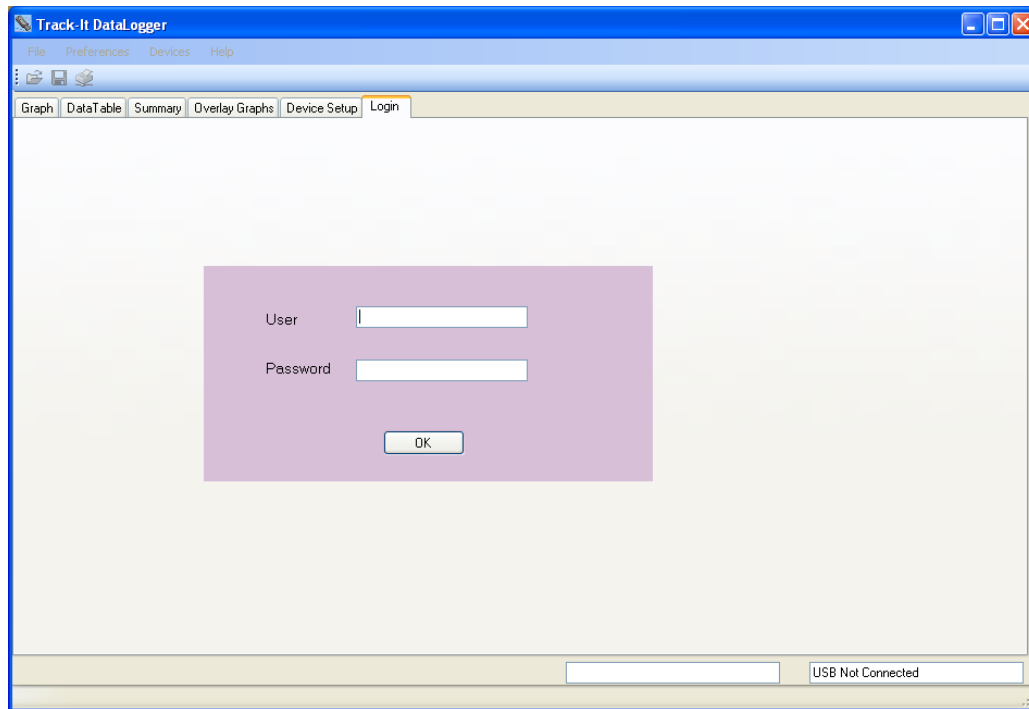 Track-It DataLogger
File Preferences Devices Help
Graph DataTable Summary Overlay Graphs Device Setup Login
User
Password
OK
USB Not Connected